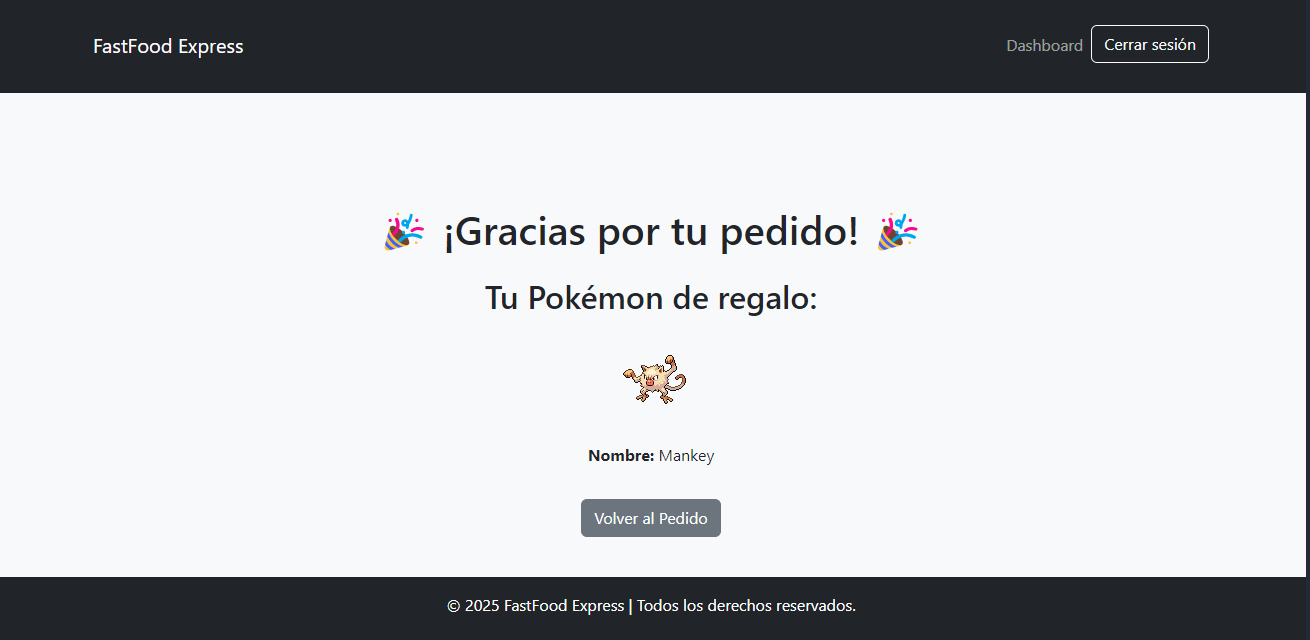 FastFood Express
Dashboard
Cerrar sesión
¡Gracias por tu pedido!
Tu Pokémon de regalo:
Nombre: Mankey
Volver al Pedido
© 2025 FastFood Express | Todos los derechos reservados.